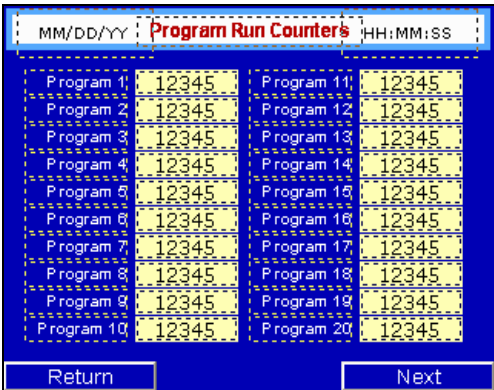 MM/DD/YY Program Run Counters HH:MM:SS
Program 1 12345 Program 11 12345
Program 2 12345 Program 12 12345
Program 3 12345 Program 13 12345
Program 4 12345 Program 14 12345
Program 5 12345 Program 15 12345
Program 6 12345 Program 16 12345
Program 7 12345 Program 17 12345
Program 8 12345 Program 18 12345
Program 9 12345 Program 19 12345
Program 10 12345 Program 20 12345
Return Next